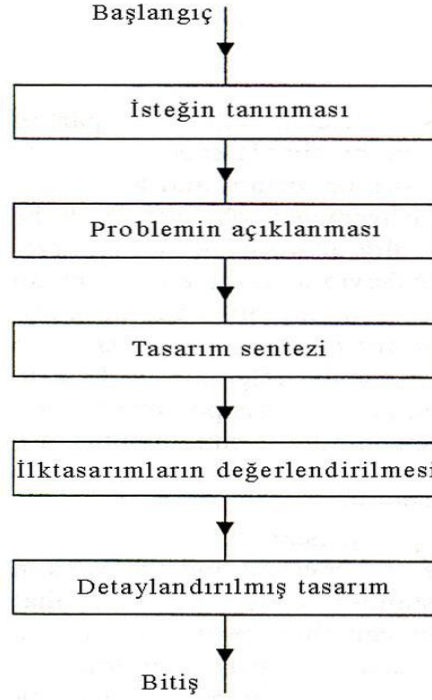 Başlangıç
İsteğin tanınması
Problemin açıklanması
Tasarım sentezi
İlktasarımların değerlendirilmesi
Detaylandırılmış tasarım
Bitiş